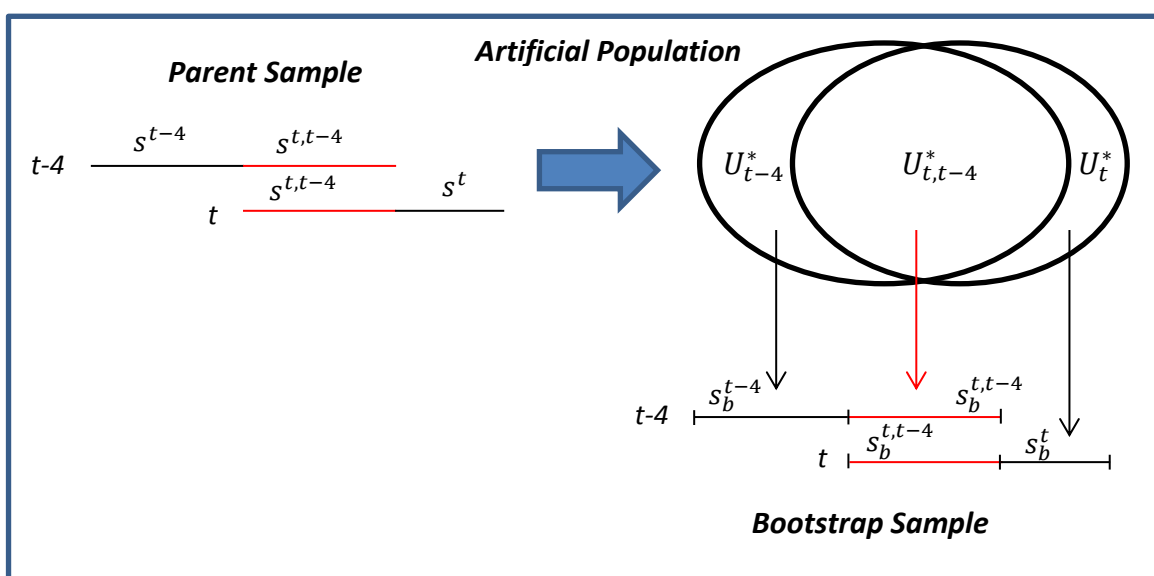 Artificial Population
Parent Sample
s^{t-4} s^{t,t-4}
t-4
s^{t,t-4} s^t
t
U^*_{t-4} U^*_{t,t-4} U^*_t
s_b^{t-4} s_b^{t,t-4}
t-4
s_b^{t,t-4} s_b^t
t
Bootstrap Sample